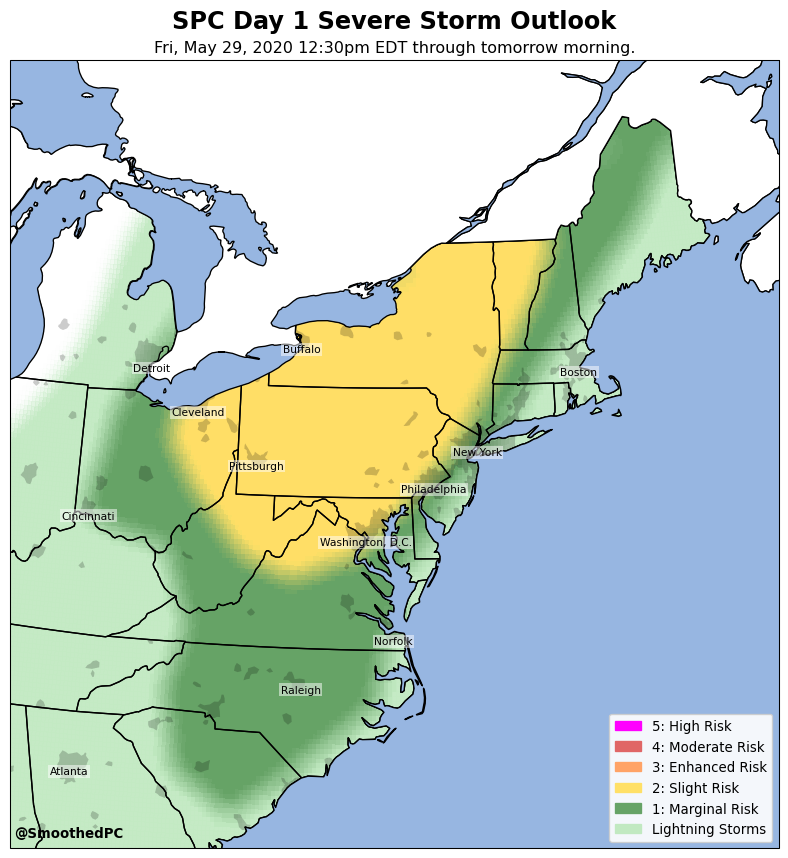 SPC Day 1 Severe Storm Outlook
Fri, May 29, 2020 12:30pm EDT through tomorrow morning.
Buffalo
Detroit
Boston
Cleveland
New York
Pittsburgh
Philadelphia
Cincinnati
Washington, D.C.
Norfolk
Raleigh
Atlanta
5: High Risk
4: Moderate Risk
3: Enhanced Risk
2: Slight Risk
1: Marginal Risk
Lightning Storms
@SmoothedPC